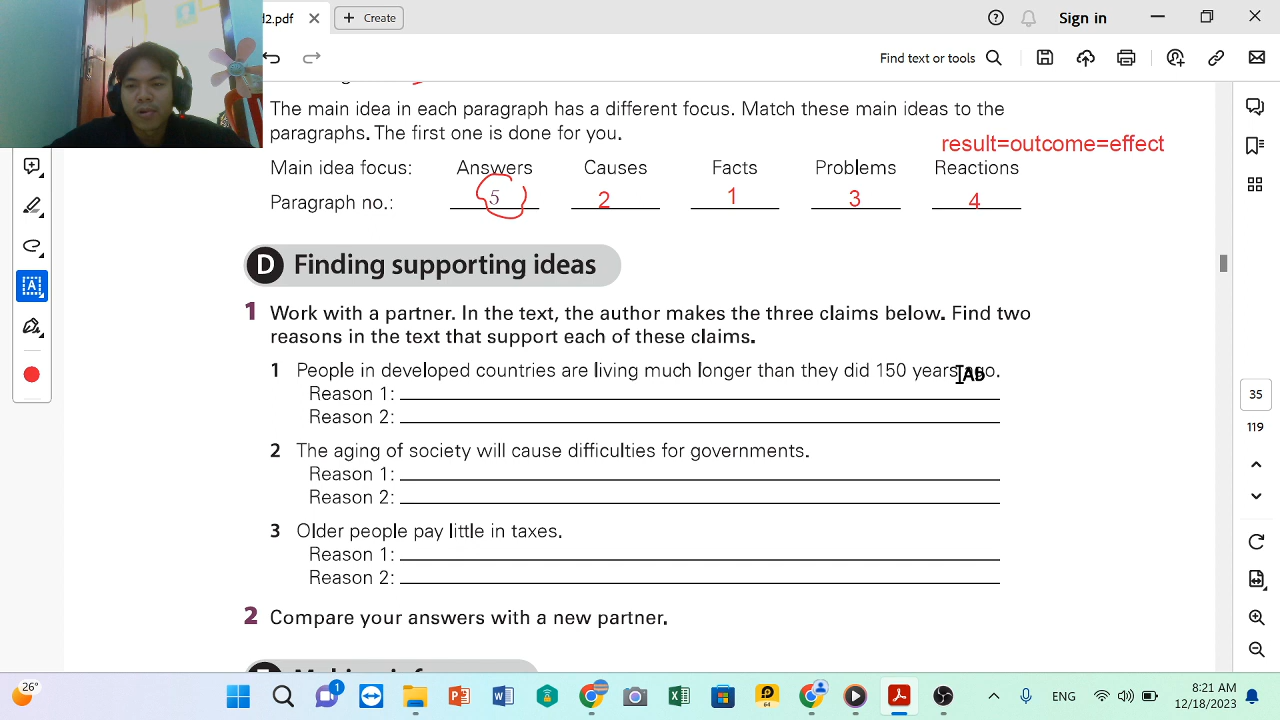 d2.pdf
Create
Sign in
Find text or tools
The main idea in each paragraph has a different focus. Match these main ideas to the
paragraphs. The first one is done for you.
result=outcome=effect
Main idea focus: Answers Causes Facts Problems Reactions
Paragraph no.: 5 2 1 3 4
D Finding supporting ideas
1 Work with a partner. In the text, the author makes the three claims below. Find two
reasons in the text that support each of these claims.
1 People in developed countries are living much longer than they did 150 years
Reason 1:
Reason 2:
2 The aging of society will cause difficulties for governments.
Reason 1:
Reason 2:
3 Older people pay little in taxes.
Reason 1:
Reason 2:
2 Compare your answers with a new partner.
35
119
26°
1
64
ENG
8:21 AM
12/18/2023